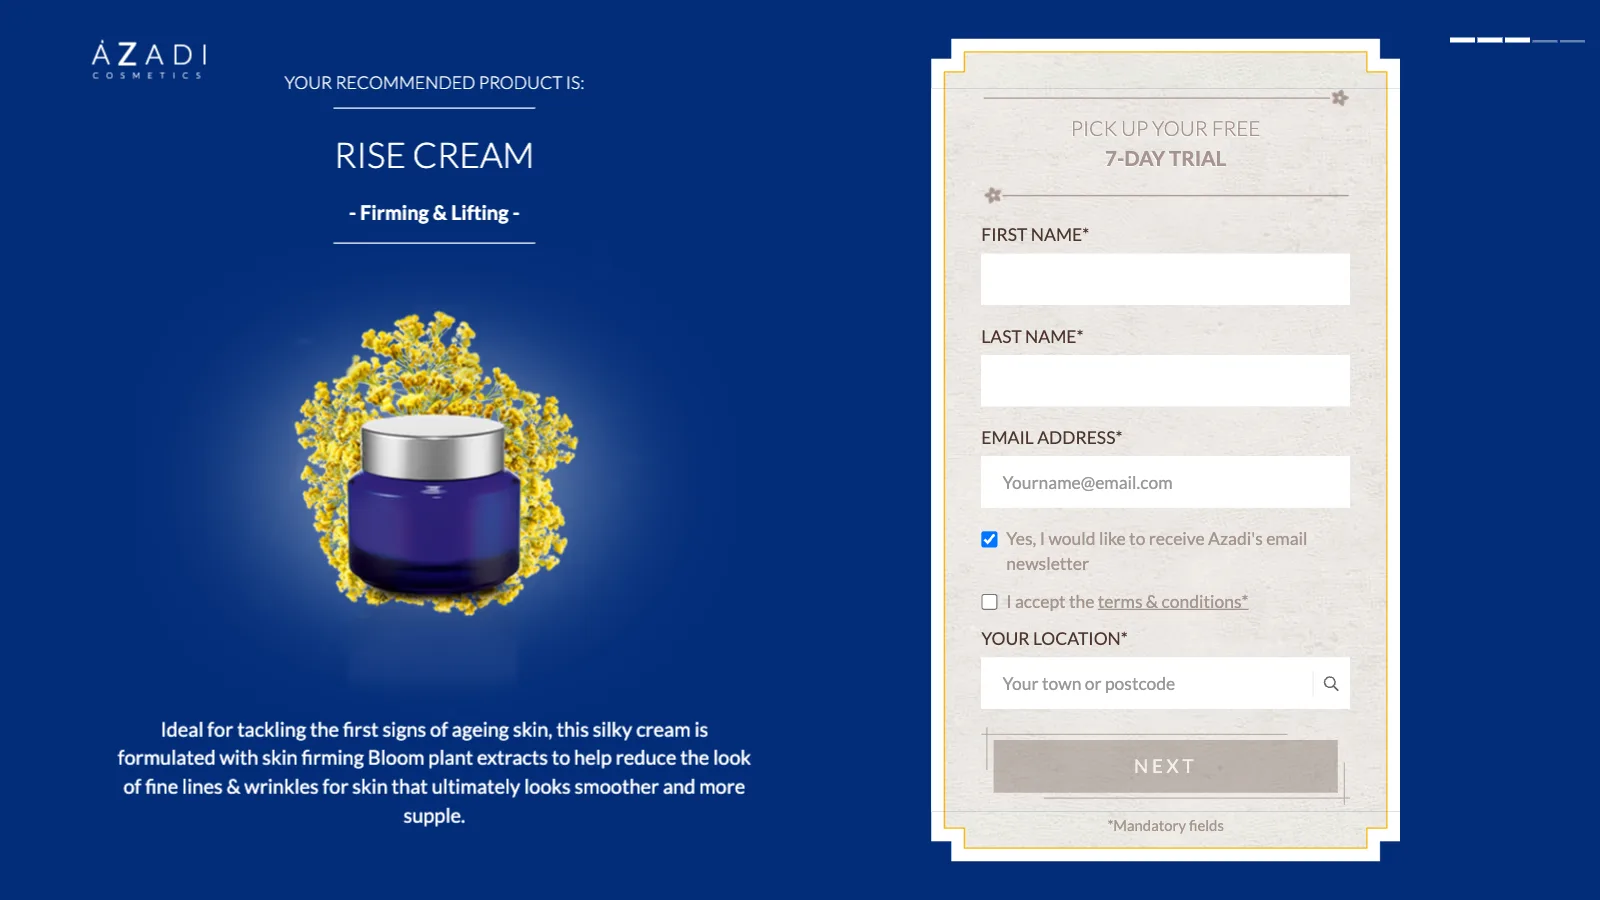 ÁZADI
COSMETICS
YOUR RECOMMENDED PRODUCT IS:
RISE CREAM
- Firming & Lifting -
Ideal for tackling the first signs of ageing skin, this silky cream is
formulated with skin firming Bloom plant extracts to help reduce the look
of fine lines & wrinkles for skin that ultimately looks smoother and more
supple.
PICK UP YOUR FREE
7-DAY TRIAL
FIRST NAME*
LAST NAME*
EMAIL ADDRESS*
Yourname@email.com
Yes, I would like to receive Azadi's email
newsletter
I accept the terms & conditions*
YOUR LOCATION*
Your town or postcode
NEXT
*Mandatory fields